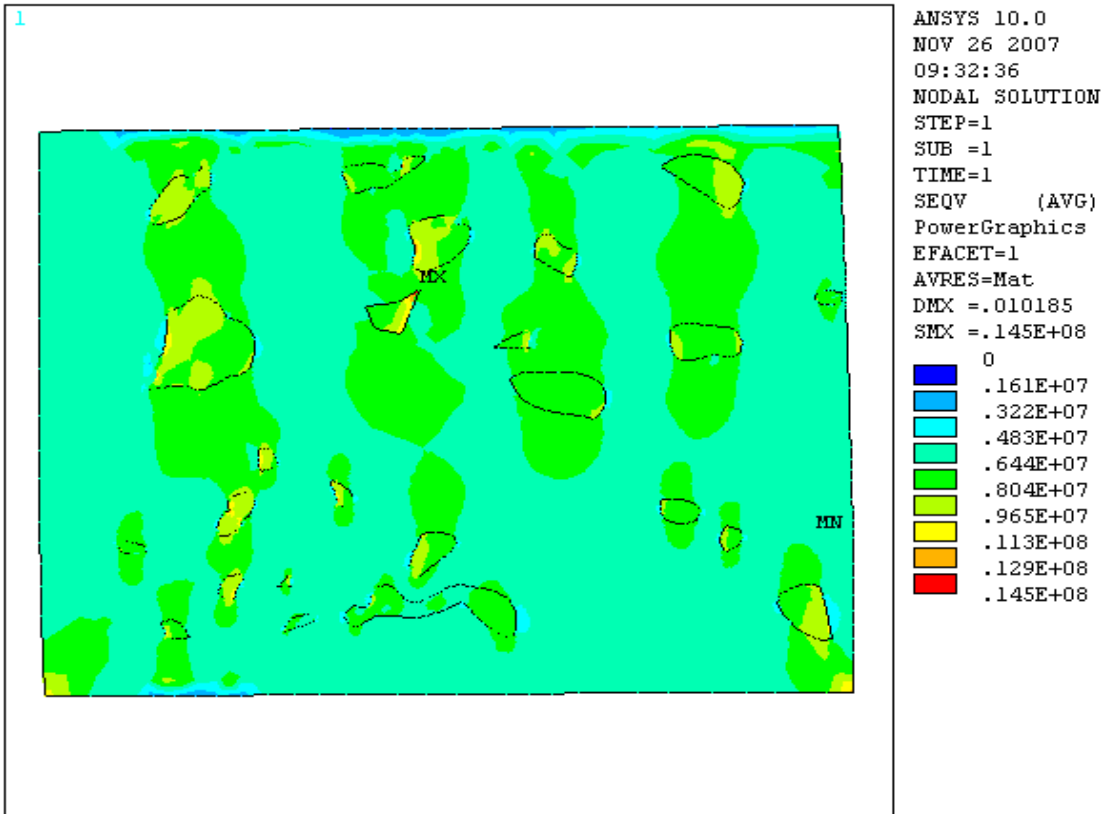 1
ANSYS 10.0
NOV 26 2007
09:32:36
NODAL SOLUTION
STEP=1
SUB =1
TIME=1
SEQV (AVG)
PowerGraphics
EFACET=1
AVRES=Mat
DMX =.010185
SMX =.145E+08
0
.161E+07
.322E+07
.483E+07
.644E+07
.804E+07
.965E+07
.113E+08
.129E+08
.145E+08
MX
MN